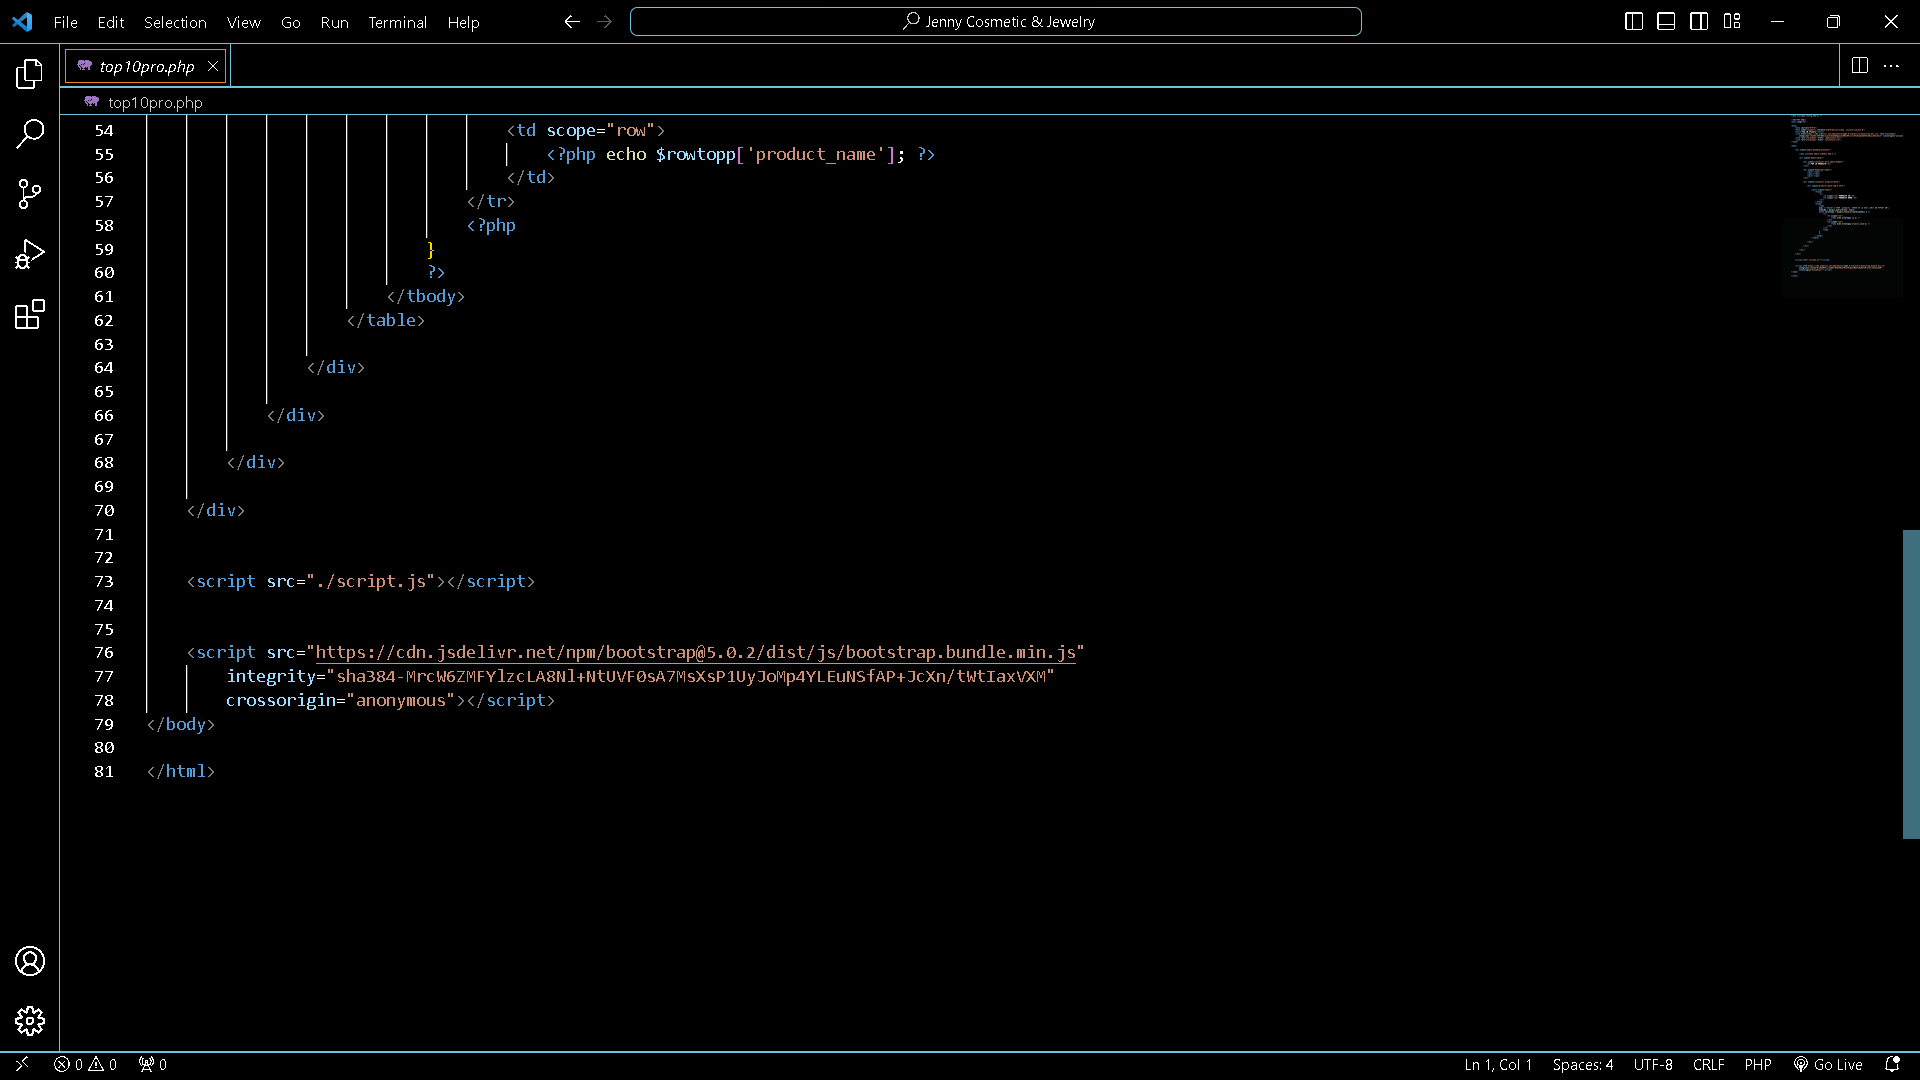 File Edit Selection View Go Run Terminal Help
Jenny Cosmetic & Jewelry
top10pro.php
top10pro.php
54 <td scope="row">
55 <?php echo $rowtopp['product_name']; ?>
56 </td>
57 </tr>
58 <?php
59 }
60 ?>
61 </tbody>
62 </table>
63
64 </div>
65
66 </div>
67
68 </div>
69
70 </div>
71
72
73 <script src="./script.js"></script>
74
75
76 <script src="https://cdn.jsdelivr.net/npm/bootstrap@5.0.2/dist/js/bootstrap.bundle.min.js"
77 integrity="sha384-MrcW6ZMFYlzcLA8Nl+NtUVF0sA7MsXsP1UyJoMp4YLEuNSfAP+JcXn/tWtIaxVXM"
78 crossorigin="anonymous"></script>
79 </body>
80
81 </html>
0 0 0 Ln 1, Col 1 Spaces: 4 UTF-8 CRLF PHP Go Live